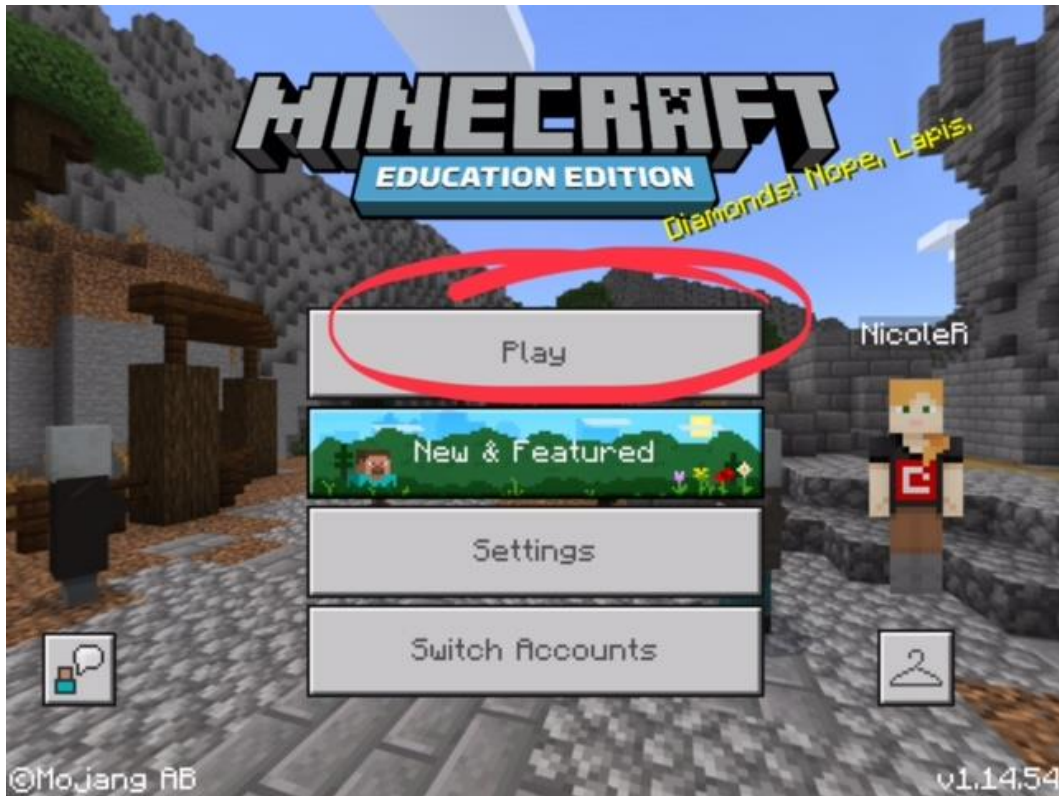 MINECRAFT
EDUCATION EDITION
Diamonds! Nope, Lapis.
Play
NicoleR
New & Featured
Settings
Switch Accounts
©Mojang AB
v1.14.54